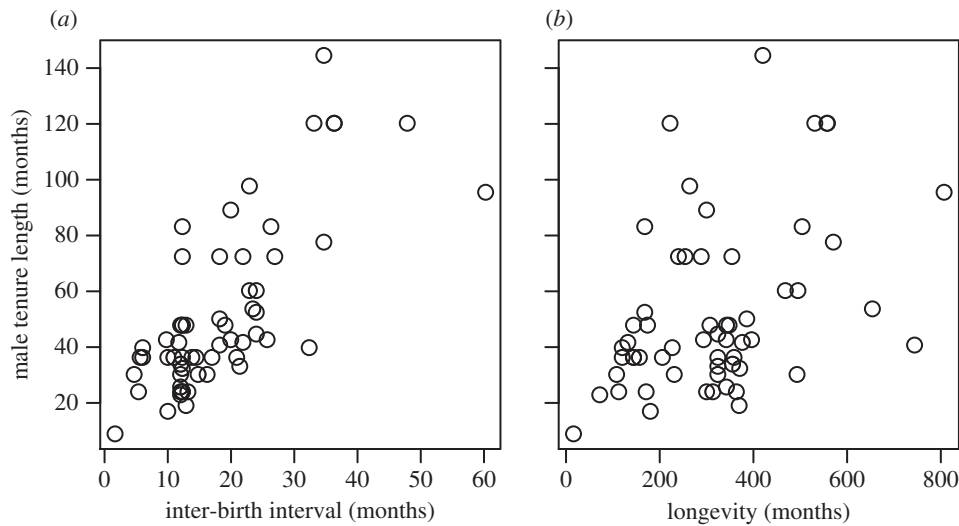 (a)
(b)
male tenure length (months)
140
120
100
80
60
40
20
0 10 20 30 40 50 60
0 200 400 600 800
inter-birth interval (months)
longevity (months)